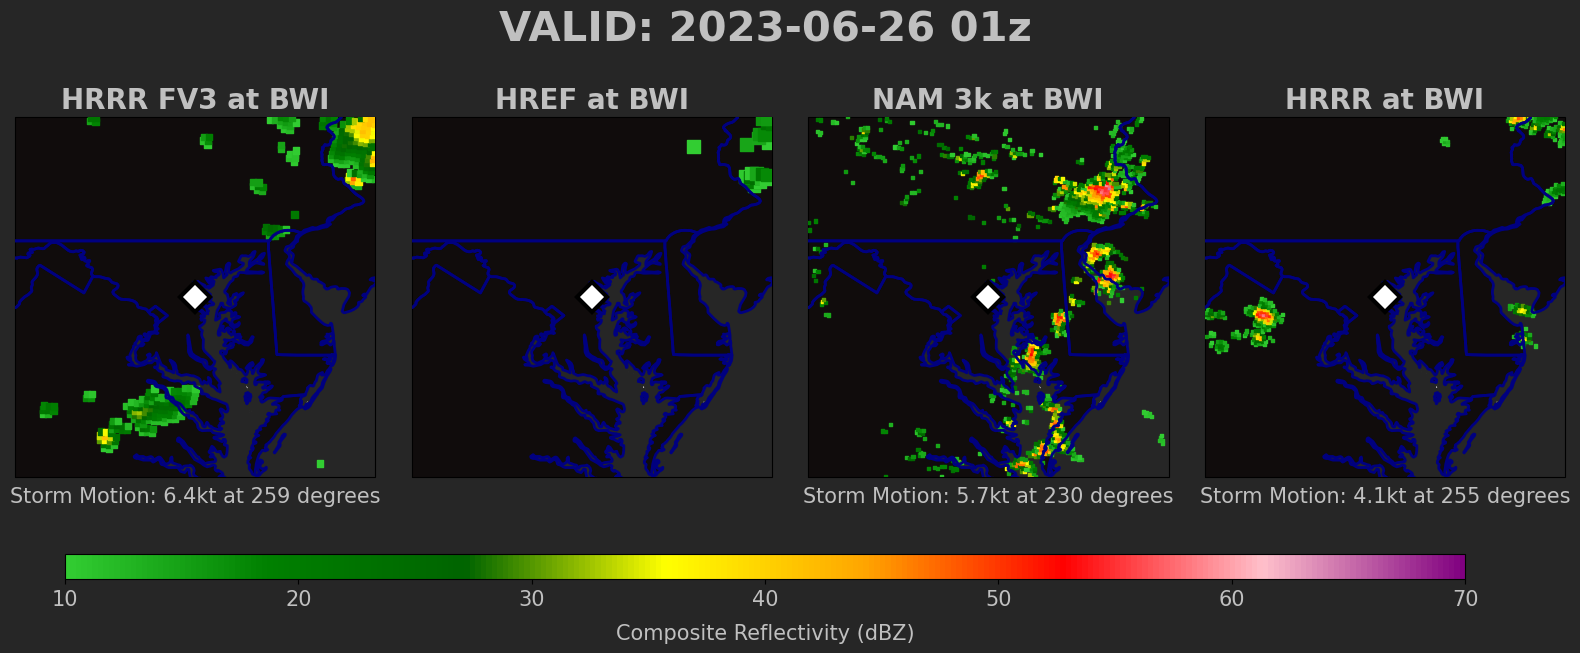 VALID: 2023-06-26 01z
HRRR FV3 at BWI
HREF at BWI
NAM 3k at BWI
HRRR at BWI
Storm Motion: 6.4kt at 259 degrees
Storm Motion: 5.7kt at 230 degrees
Storm Motion: 4.1kt at 255 degrees
10 20 30 40 50 60 70
Composite Reflectivity (dBZ)